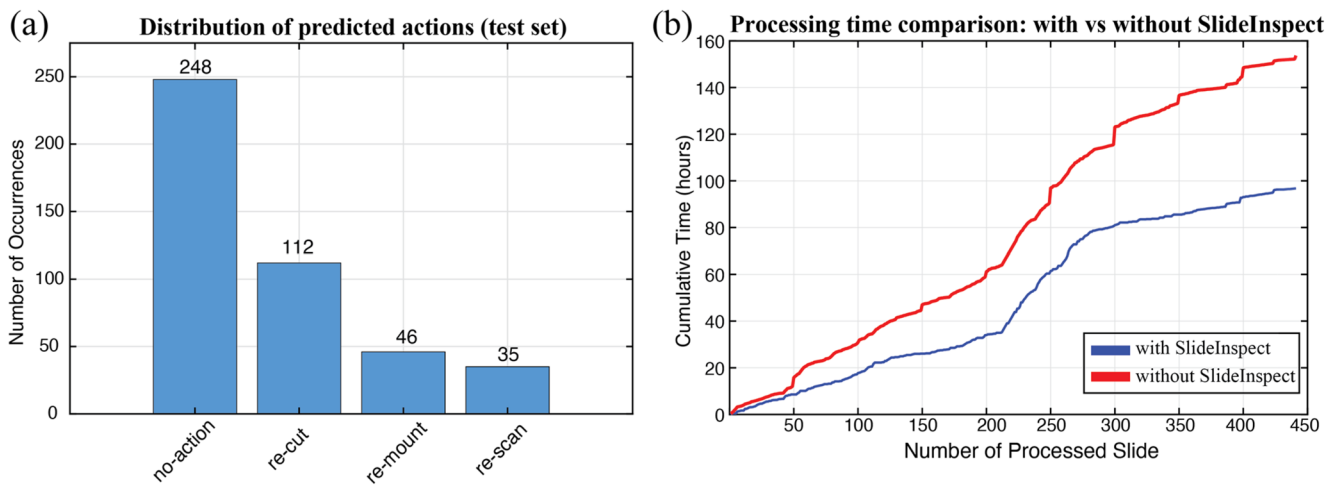 (a)
Distribution of predicted actions (test set)
Number of Occurrences
250
200
150
100
50
0
248
112
46
35
no-action
re-cut
re-mount
re-scan
(b)
Processing time comparison: with vs without SlideInspect
Cumulative Time (hours)
160
140
120
100
80
60
40
20
0
50 100 150 200 250 300 350 400 450
Number of Processed Slide
with SlideInspect
without SlideInspect